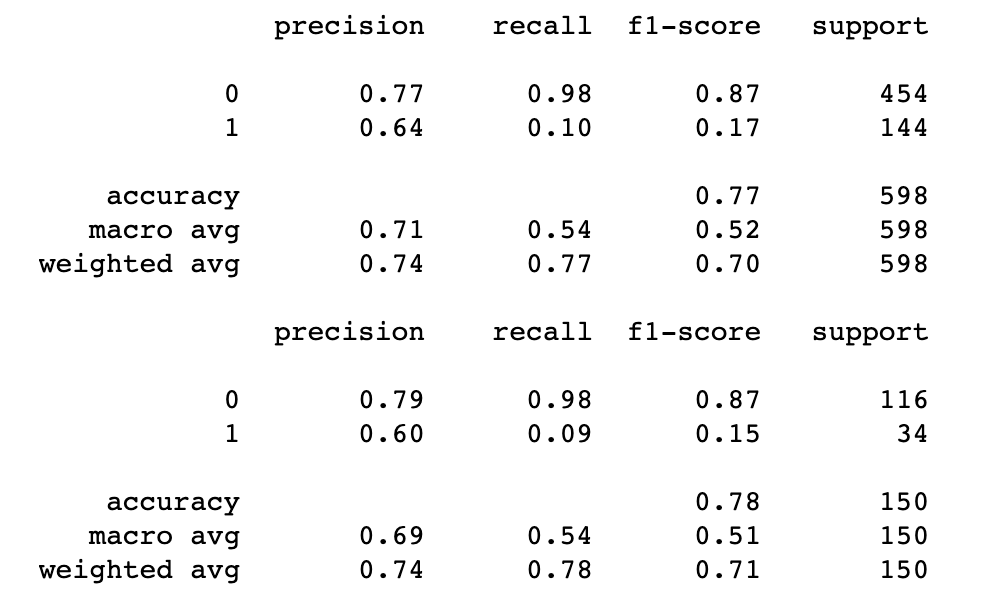 precision recall f1-score support
0 0.77 0.98 0.87 454
1 0.64 0.10 0.17 144
accuracy 0.77 598
macro avg 0.71 0.54 0.52 598
weighted avg 0.74 0.77 0.70 598
precision recall f1-score support
0 0.79 0.98 0.87 116
1 0.60 0.09 0.15 34
accuracy 0.78 150
macro avg 0.69 0.54 0.51 150
weighted avg 0.74 0.78 0.71 150